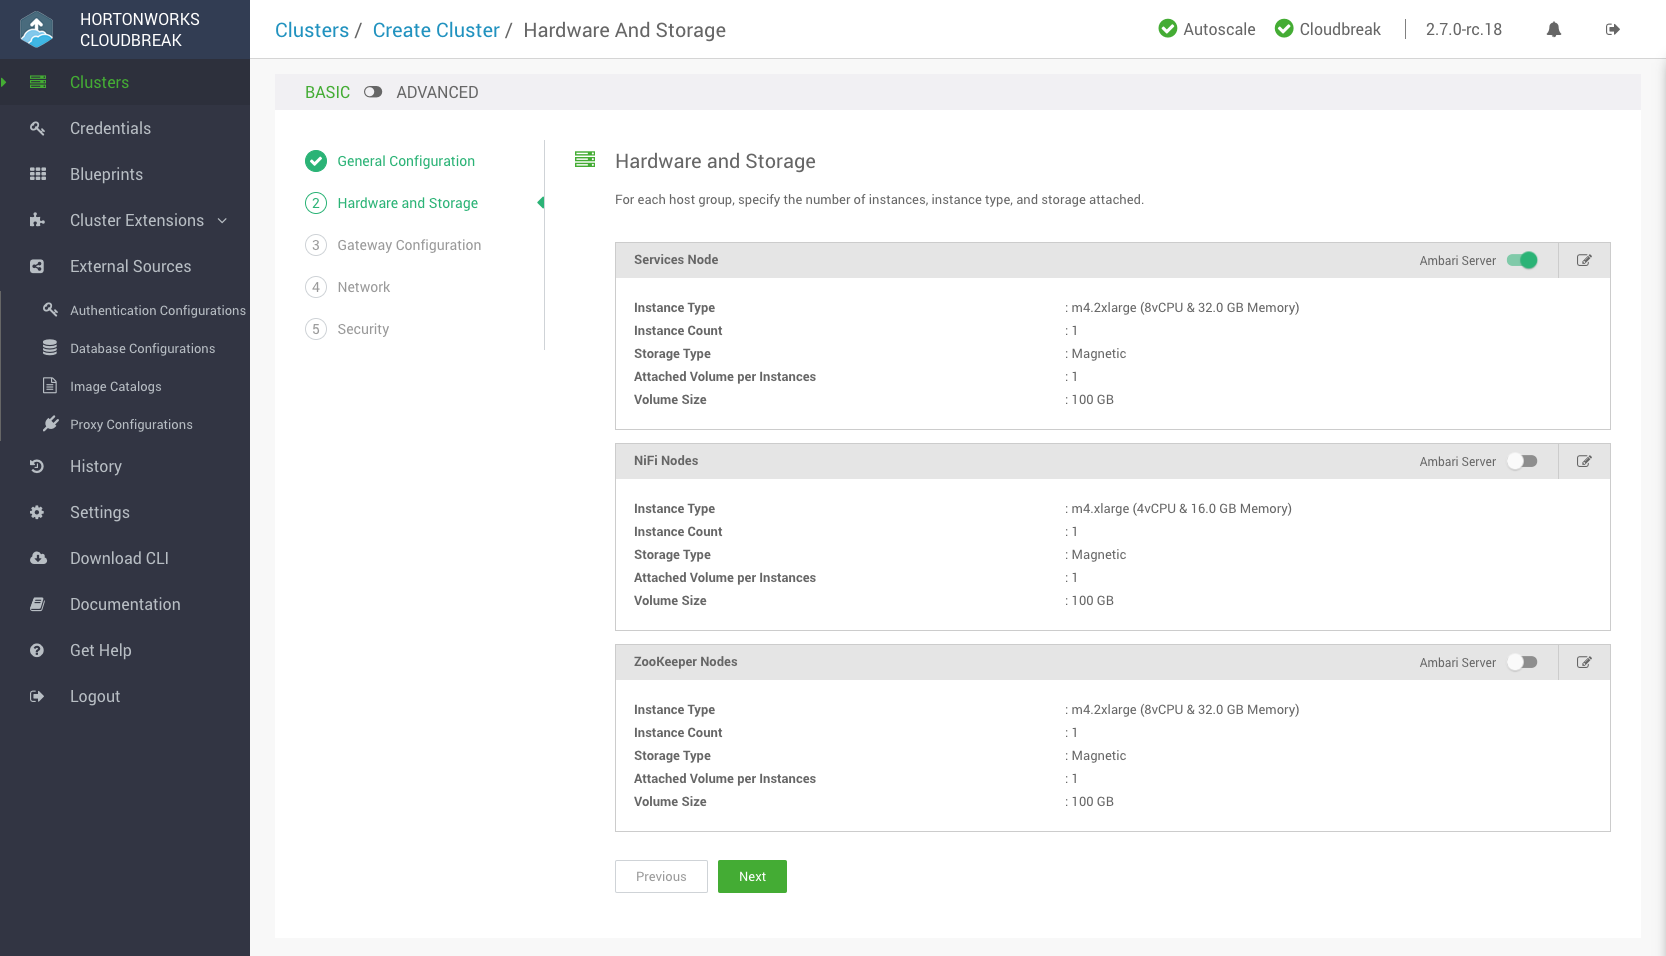 HORTONWORKS
CLOUDBREAK
Clusters
Credentials
Blueprints
Cluster Extensions
External Sources
Authentication Configurations
Database Configurations
Image Catalogs
Proxy Configurations
History
Settings
Download CLI
Documentation
Get Help
Logout
Clusters / Create Cluster / Hardware And Storage
Autoscale Cloudbreak 2.7.0-rc.18
BASIC ADVANCED
General Configuration
2 Hardware and Storage
3 Gateway Configuration
4 Network
5 Security
Hardware and Storage
For each host group, specify the number of instances, instance type, and storage attached.
Services Node Ambari Server
Instance Type : m4.2xlarge (8vCPU & 32.0 GB Memory)
Instance Count : 1
Storage Type : Magnetic
Attached Volume per Instances : 1
Volume Size : 100 GB
NiFi Nodes Ambari Server
Instance Type : m4.xlarge (4vCPU & 16.0 GB Memory)
Instance Count : 1
Storage Type : Magnetic
Attached Volume per Instances : 1
Volume Size : 100 GB
ZooKeeper Nodes Ambari Server
Instance Type : m4.2xlarge (8vCPU & 32.0 GB Memory)
Instance Count : 1
Storage Type : Magnetic
Attached Volume per Instances : 1
Volume Size : 100 GB
Previous Next